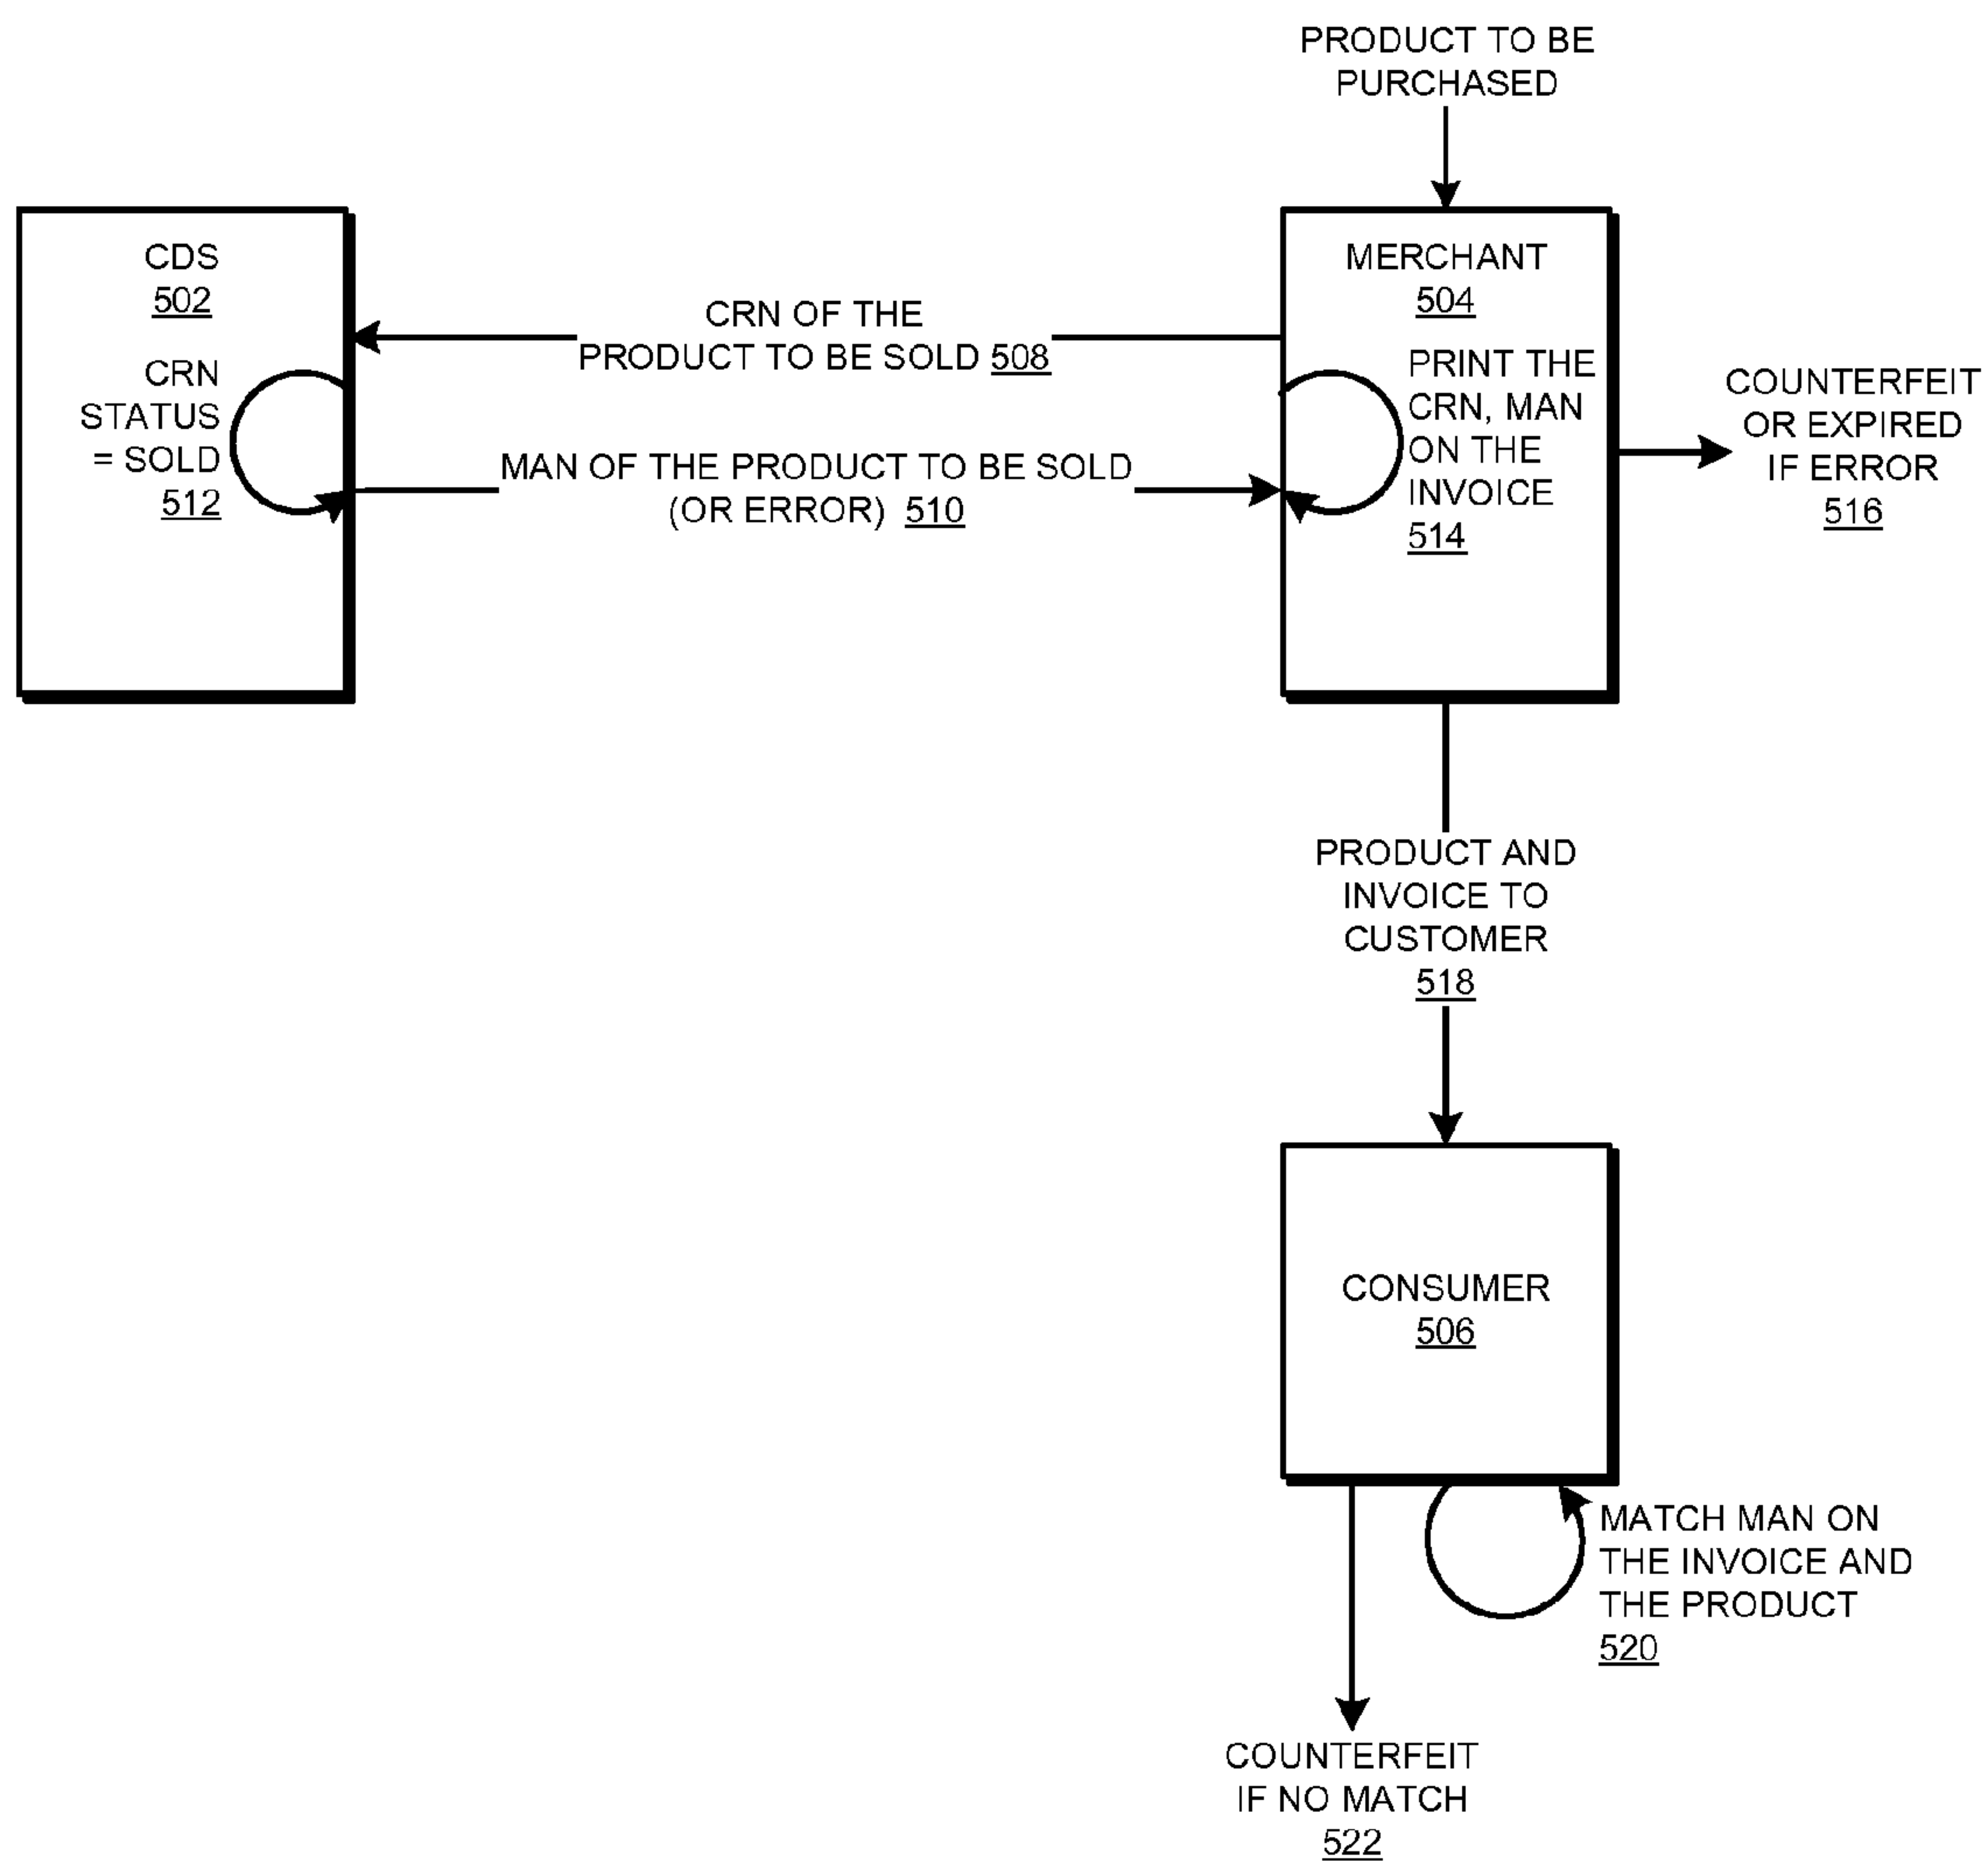 PRODUCT TO BE
PURCHASED
CDS
502
CRN
STATUS
= SOLD
512
CRN OF THE
PRODUCT TO BE SOLD 508
MAN OF THE PRODUCT TO BE SOLD
(OR ERROR) 510
MERCHANT
504
PRINT THE
CRN, MAN
ON THE
INVOICE
514
COUNTERFEIT
OR EXPIRED
IF ERROR
516
PRODUCT AND
INVOICE TO
CUSTOMER
518
CONSUMER
506
MATCH MAN ON
THE INVOICE AND
THE PRODUCT
520
COUNTERFEIT
IF NO MATCH
522